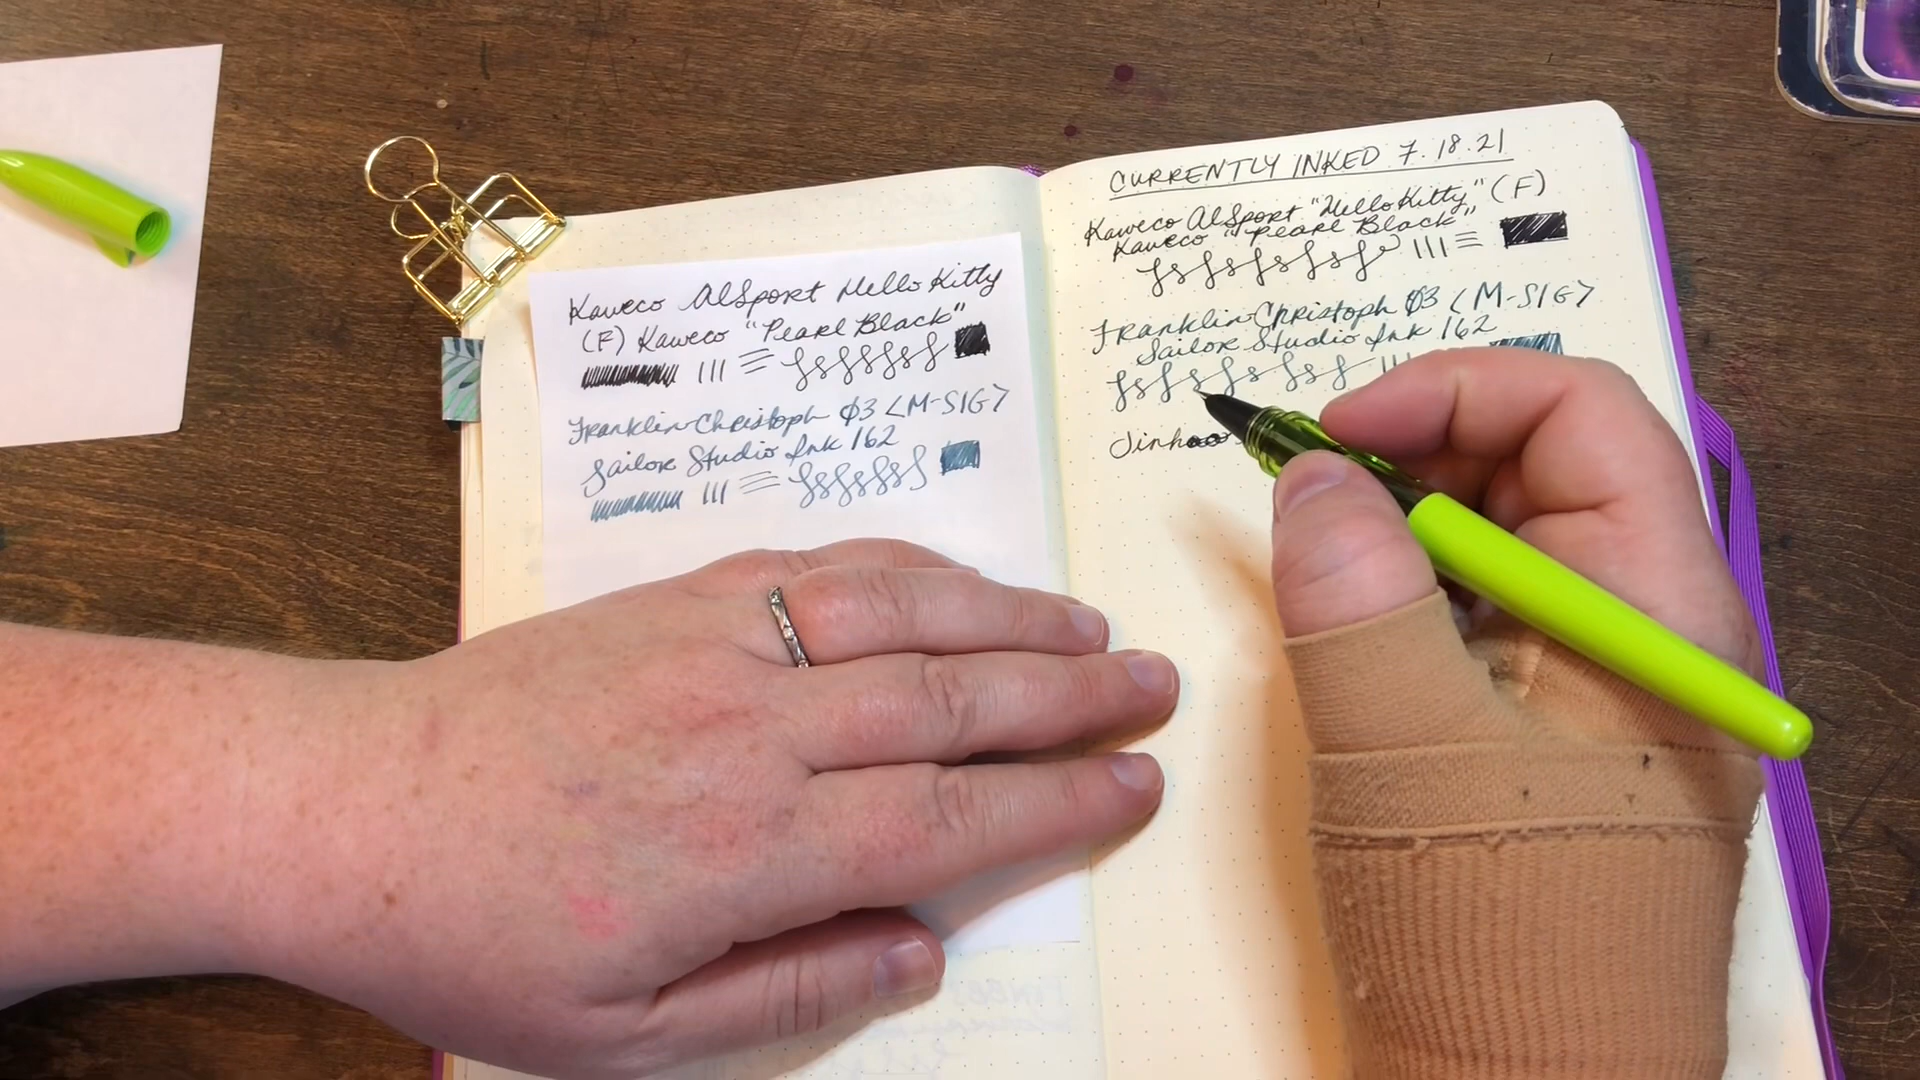 Kaweco AlSport Hello Kitty
(F) Kaweco "Pearl Black"
Franklin-Christoph 03 <M-SIG>
Sailor Studio Ink 162
CURRENTLY INKED 7.18.21
Kaweco AlSport "Hello Kitty" (F)
Kaweco "Pearl Black"
Franklin-Christoph 03 <M-SIG>
Sailor Studio Ink 162